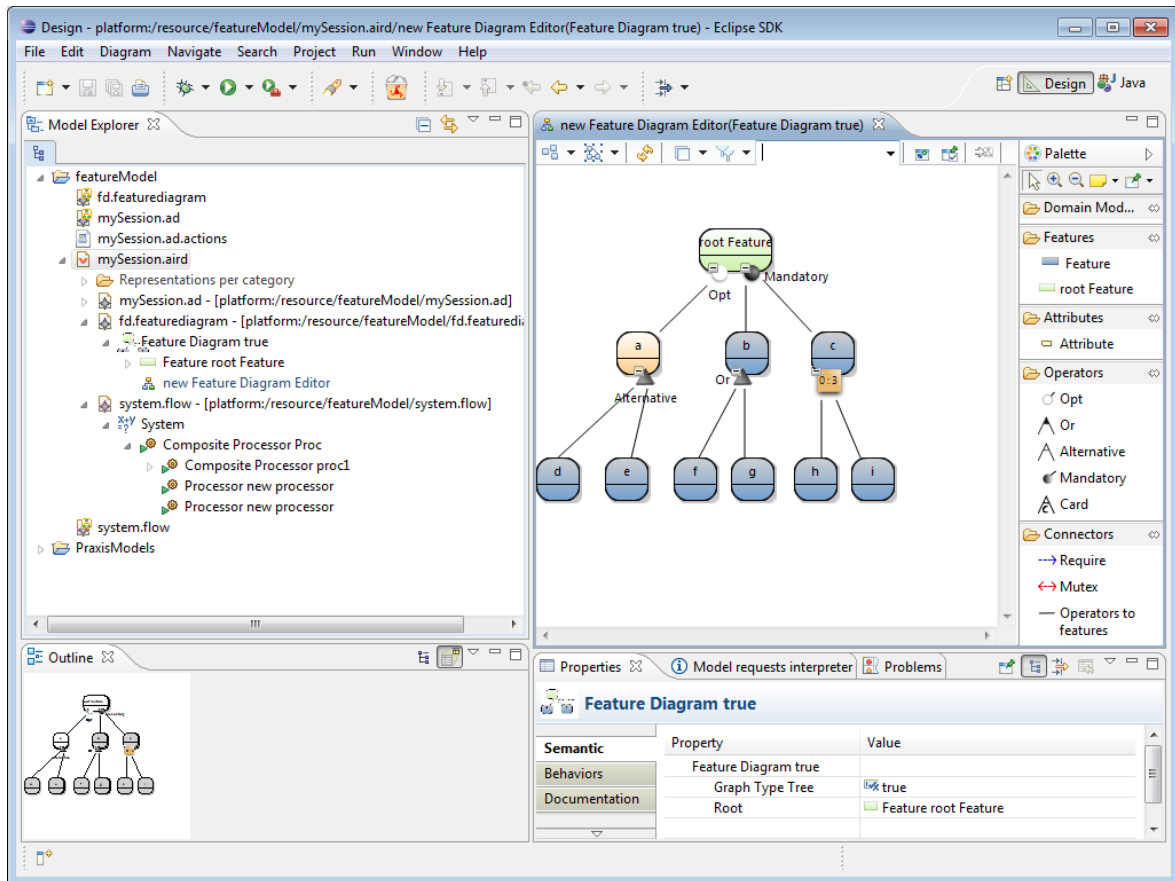 Design - platform:/resource/featureModel/mySession.aird/new Feature Diagram Editor(Feature Diagram true) - Eclipse SDK
File Edit Diagram Navigate Search Project Run Window Help
Design Java
Model Explorer
featureModel
fd.featurediagram
mySession.ad
mySession.ad.actions
mySession.aird
Representations per category
mySession.ad - [platform:/resource/featureModel/mySession.ad]
fd.featurediagram - [platform:/resource/featureModel/fd.featuredi
Feature Diagram true
Feature root Feature
new Feature Diagram Editor
system.flow - [platform:/resource/featureModel/system.flow]
System
Composite Processor Proc
Composite Processor proc1
Processor new processor
Processor new processor
system.flow
PraxisModels
new Feature Diagram Editor(Feature Diagram true)
root Feature
Mandatory
Opt
a b c
Or 0:3
Alternative
d e f g h i
Palette
Domain Mod...
Features
Feature
root Feature
Attributes
Attribute
Operators
Opt
Or
Alternative
Mandatory
Card
Connectors
Require
Mutex
Operators to
features
Outline
Properties Model requests interpreter Problems
Feature Diagram true
Semantic
Behaviors
Documentation
Property Value
Feature Diagram true
Graph Type Tree true
Root Feature root Feature